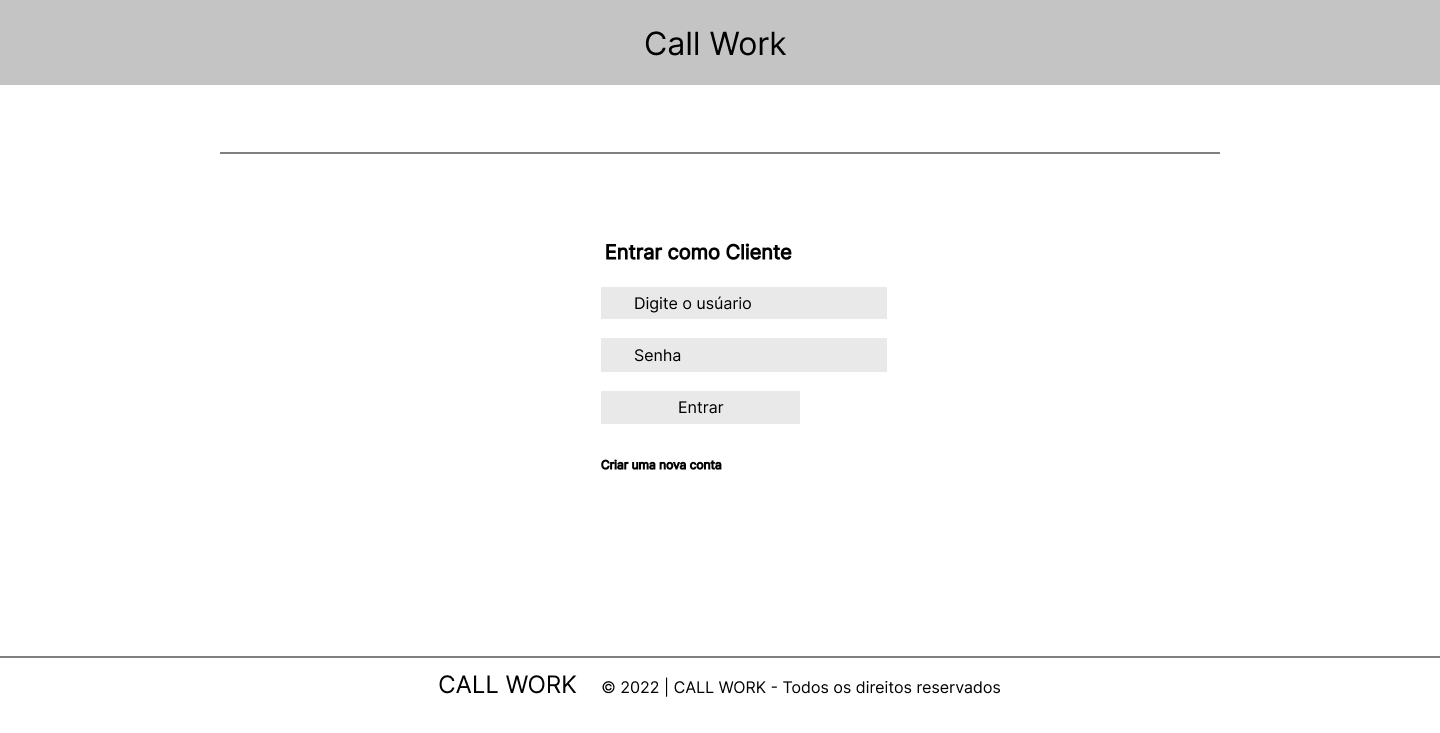 Call Work
Entrar como Cliente
Digite o usúario
Senha
Entrar
Criar uma nova conta
CALL WORK © 2022 | CALL WORK - Todos os direitos reservados